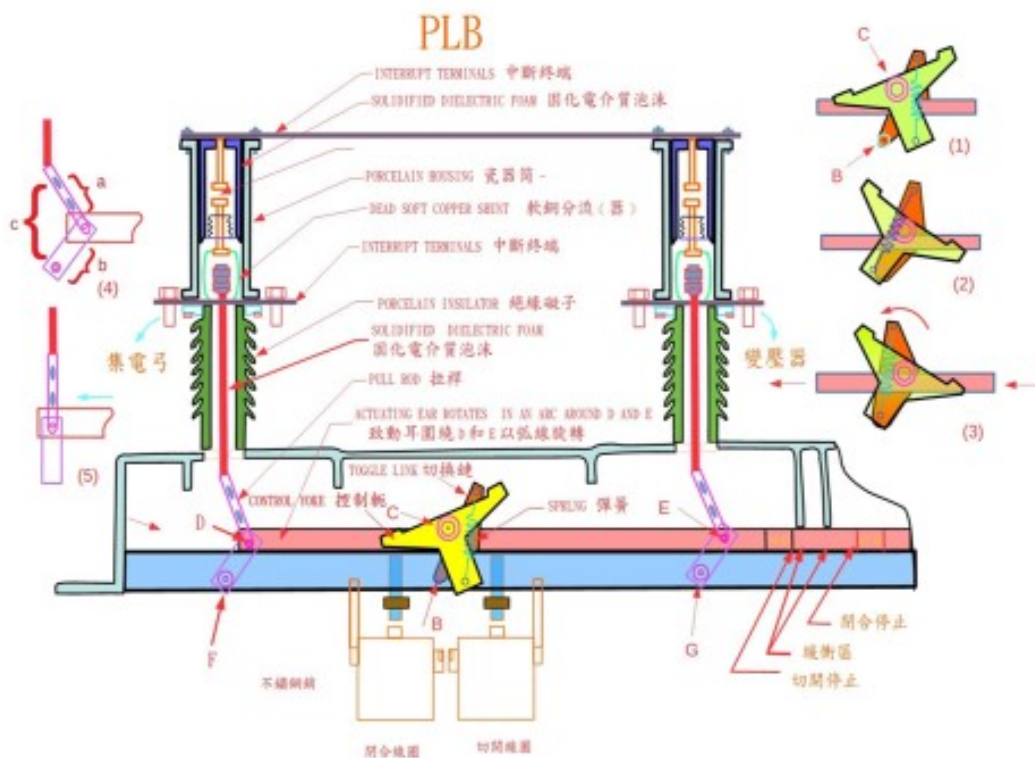 PLB
INTERRUPT TERMINALS 中斷終端
SOLIDIFIED DIELECTRIC FOAM 固化電介質泡沫
PORCELAIN HOUSING 瓷器筒-
DEAD SOFT COPPER SHUNT 軟銅分流(器)
INTERRUPT TERMINALS 中斷終端
PORCELAIN INSULATOR 絕緣礙子
SOLIDIFIED DIELECTRIC FOAM
固化電介質泡沫
PULL ROD 拉桿
ACTUATING EAR ROTATES IN AN ARC AROUND D AND E
致動耳圍繞D和E以弧線旋轉
TOGGLE LINK 切換鏈
CONTROL YOKE 控制軛
SPRLNG 彈簧
集電弓
變壓器
a
c
b
(4)
(5)
C
B
(1)
(2)
(3)
D
C
E
B
F
G
閉合停止
緩衝區
切開停止
不鏽鋼銷
閉合線圈
切開線圈